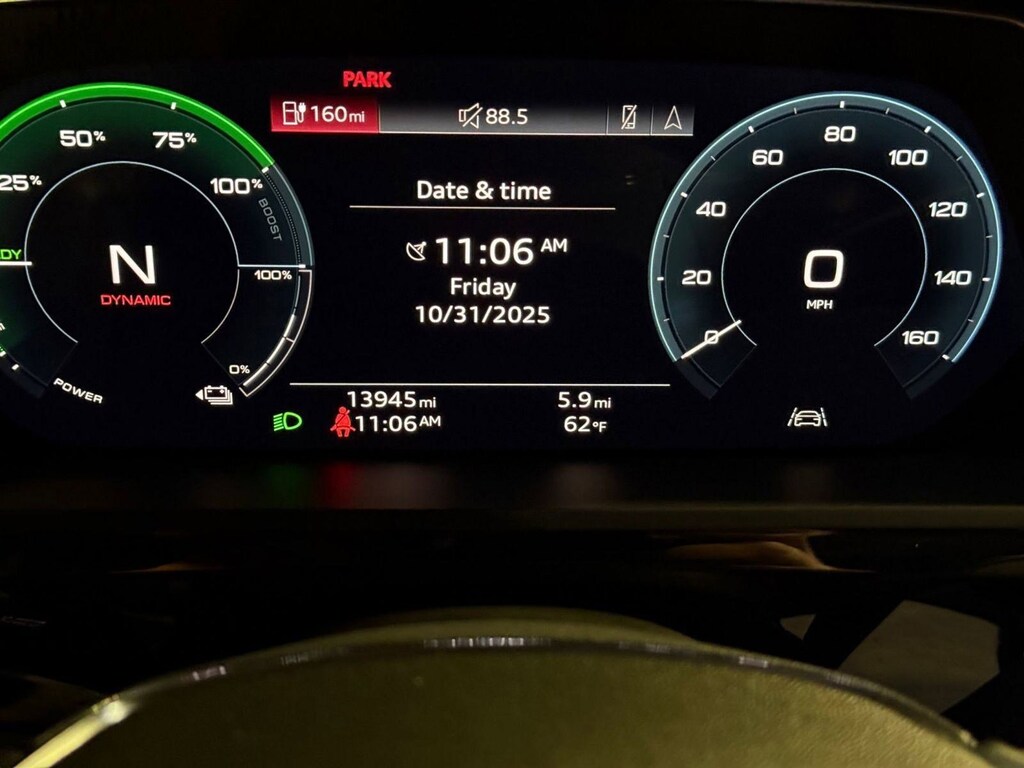 PARK
160mi
88.5
25%
50%
75%
100%
BOOST
DY
N
DYNAMIC
100%
0%
POWER
Date & time
11:06 AM
Friday
10/31/2025
13945mi
5.9mi
11:06AM
62°F
0
20
40
60
80
100
120
140
160
0
MPH